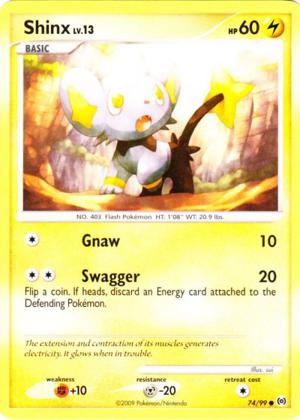 Shinx LV.13 HP 60
BASIC
NO. 403 Flash Pokémon HT: 1'08" WT: 20.9 lbs.
Gnaw 10
Swagger 20
Flip a coin. If heads, discard an Energy card attached to the
Defending Pokémon.
The extension and contraction of its muscles generates
electricity. It glows when in trouble.
Illus. sui
weakness resistance retreat cost
+10 -20
©2009 Pokémon/Nintendo 74/99